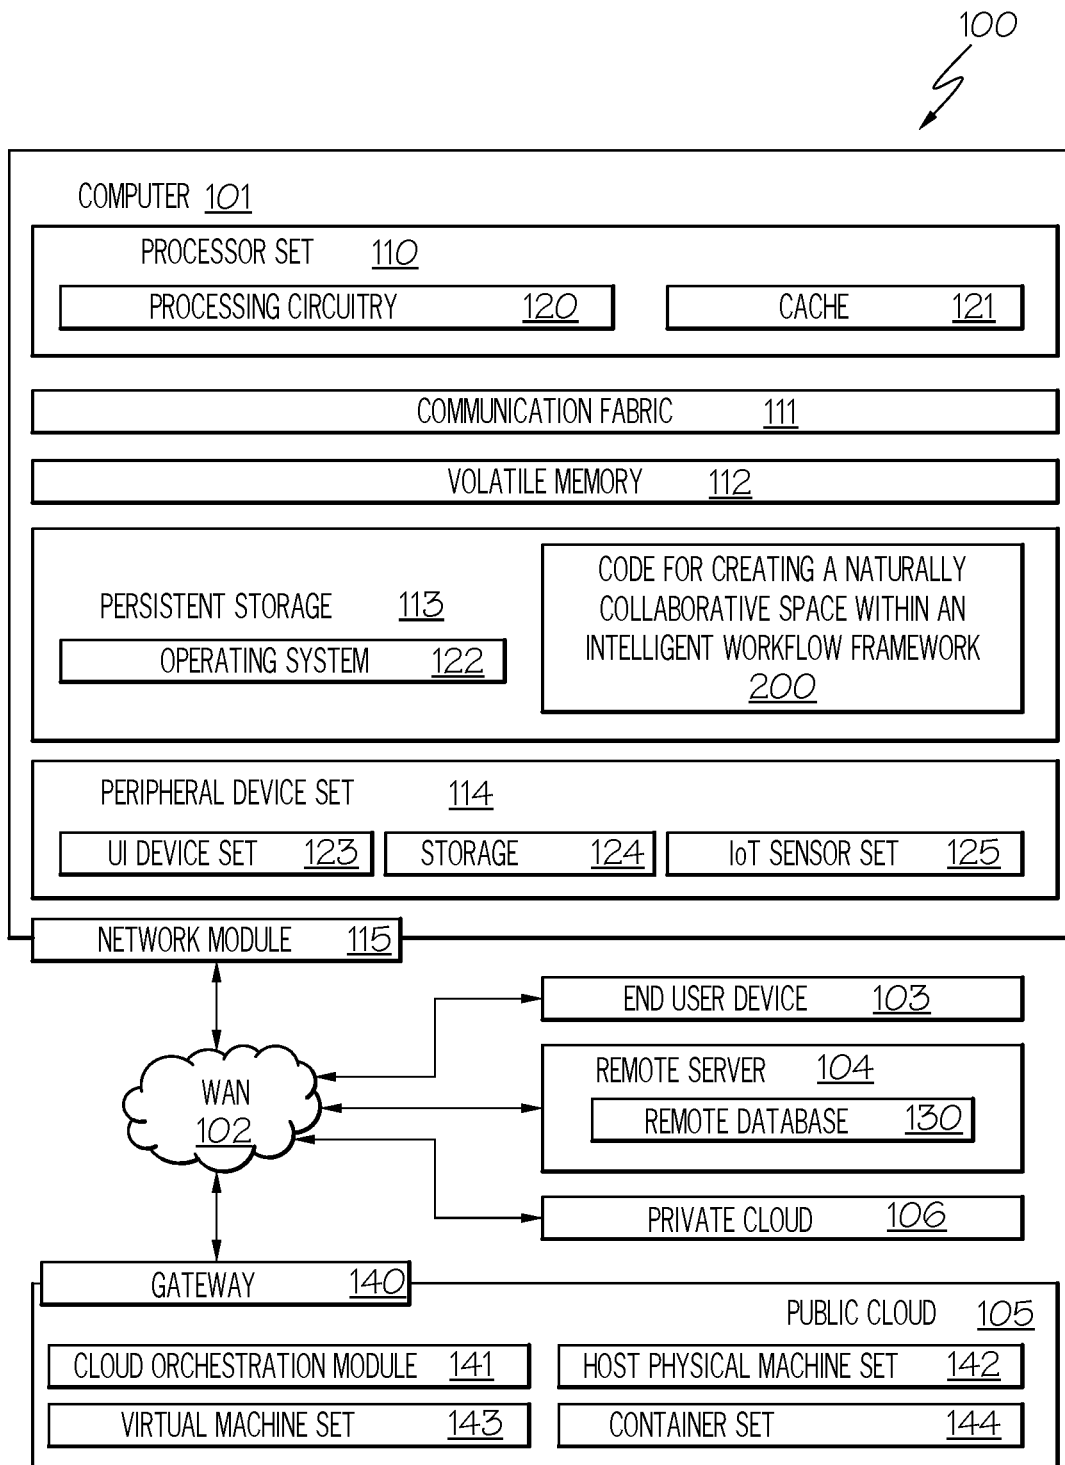 100
COMPUTER 101
PROCESSOR SET 110
PROCESSING CIRCUITRY 120
CACHE 121
COMMUNICATION FABRIC 111
VOLATILE MEMORY 112
PERSISTENT STORAGE 113
OPERATING SYSTEM 122
CODE FOR CREATING A NATURALLY
COLLABORATIVE SPACE WITHIN AN
INTELLIGENT WORKFLOW FRAMEWORK
200
PERIPHERAL DEVICE SET 114
UI DEVICE SET 123
STORAGE 124
IoT SENSOR SET 125
NETWORK MODULE 115
WAN
102
END USER DEVICE 103
REMOTE SERVER 104
REMOTE DATABASE 130
PRIVATE CLOUD 106
GATEWAY 140
PUBLIC CLOUD 105
CLOUD ORCHESTRATION MODULE 141
HOST PHYSICAL MACHINE SET 142
VIRTUAL MACHINE SET 143
CONTAINER SET 144